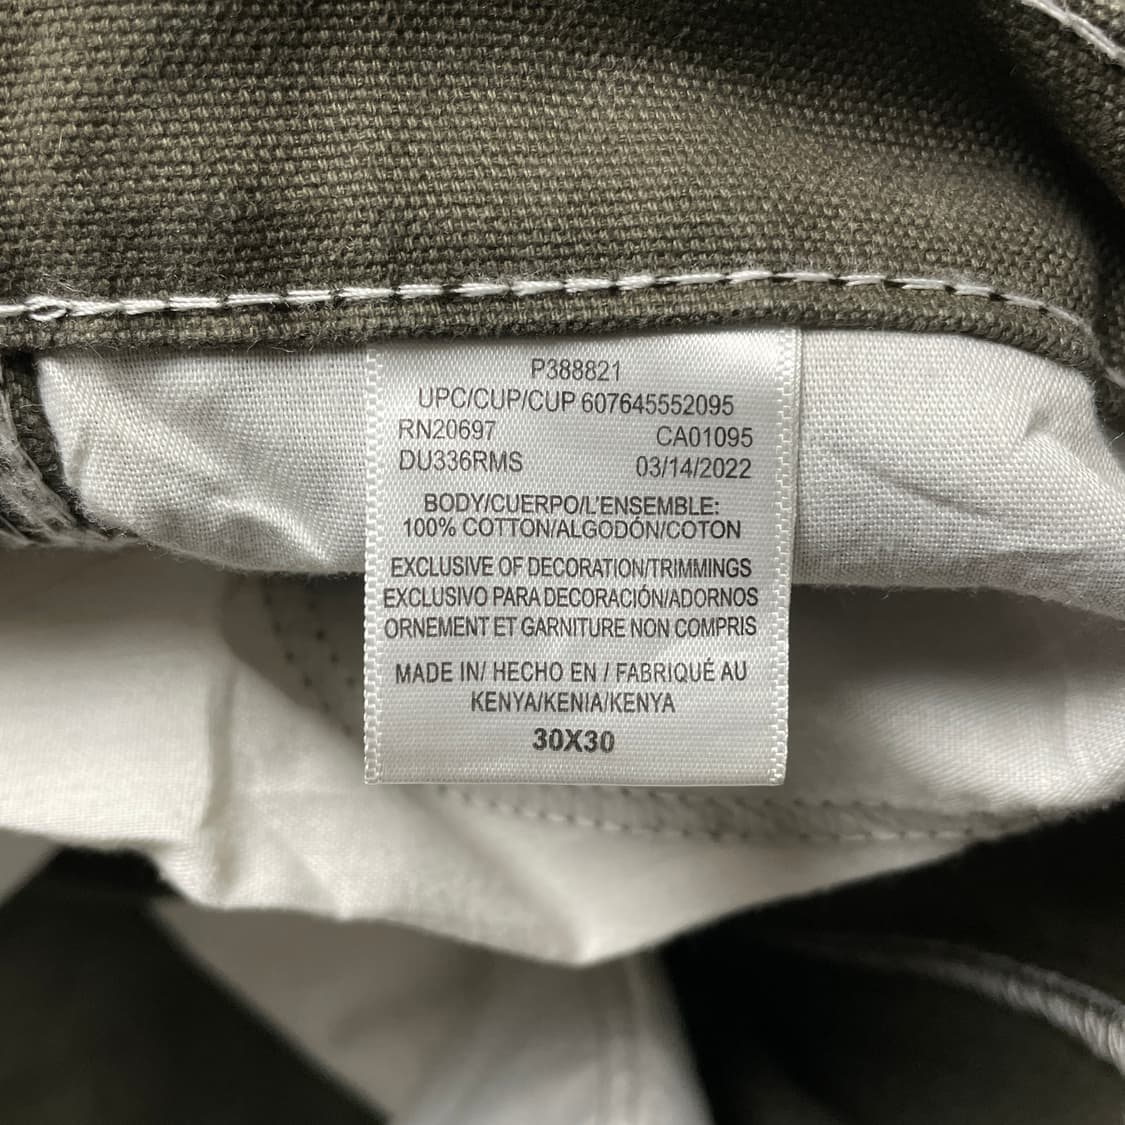 P388821
UPC/CUP/CUP 607645552095
RN20697 CA01095
DU336RMS 03/14/2022
BODY/CUERPO/L'ENSEMBLE:
100% COTTON/ALGODÓN/COTON
EXCLUSIVE OF DECORATION/TRIMMINGS
EXCLUSIVO PARA DECORACIÓN/ADORNOS
ORNEMENT ET GARNITURE NON COMPRIS
MADE IN/ HECHO EN / FABRIQUÉ AU
KENYA/KENIA/KENYA
30X30